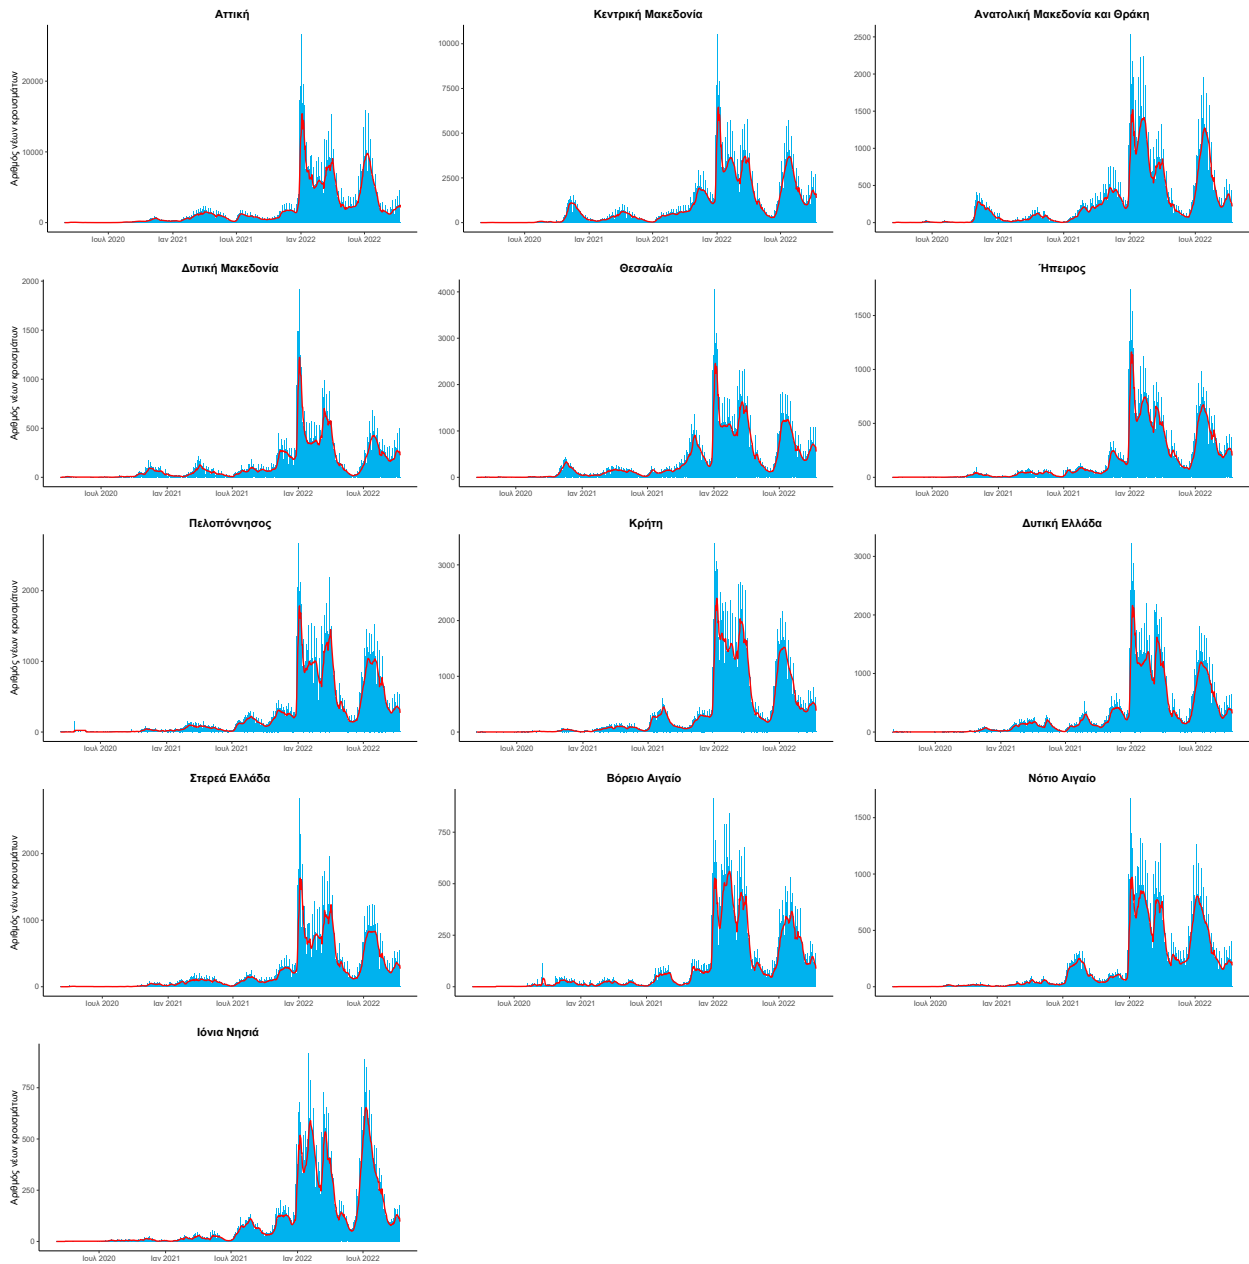 Αττική
Κεντρική Μακεδονία
Ανατολική Μακεδονία και Θράκη
Αριθμός νέων κρουσμάτων
20000
10000
0
Ιουλ 2020
Ιαν 2021
Ιουλ 2021
Ιαν 2022
Ιουλ 2022
10000
7500
5000
2500
0
Ιουλ 2020
Ιαν 2021
Ιουλ 2021
Ιαν 2022
Ιουλ 2022
2500
2000
1500
1000
500
0
Ιουλ 2020
Ιαν 2021
Ιουλ 2021
Ιαν 2022
Ιουλ 2022
Δυτική Μακεδονία
Θεσσαλία
Ήπειρος
Αριθμός νέων κρουσμάτων
2000
1500
1000
500
0
Ιουλ 2020
Ιαν 2021
Ιουλ 2021
Ιαν 2022
Ιουλ 2022
4000
3000
2000
1000
0
Ιουλ 2020
Ιαν 2021
Ιουλ 2021
Ιαν 2022
Ιουλ 2022
1500
1000
500
0
Ιουλ 2020
Ιαν 2021
Ιουλ 2021
Ιαν 2022
Ιουλ 2022
Πελοπόννησος
Κρήτη
Δυτική Ελλάδα
Αριθμός νέων κρουσμάτων
2000
1000
0
Ιουλ 2020
Ιαν 2021
Ιουλ 2021
Ιαν 2022
Ιουλ 2022
3000
2000
1000
0
Ιουλ 2020
Ιαν 2021
Ιουλ 2021
Ιαν 2022
Ιουλ 2022
3000
2000
1000
0
Ιουλ 2020
Ιαν 2021
Ιουλ 2021
Ιαν 2022
Ιουλ 2022
Στερεά Ελλάδα
Βόρειο Αιγαίο
Νότιο Αιγαίο
Αριθμός νέων κρουσμάτων
2000
1000
0
Ιουλ 2020
Ιαν 2021
Ιουλ 2021
Ιαν 2022
Ιουλ 2022
750
500
250
0
Ιουλ 2020
Ιαν 2021
Ιουλ 2021
Ιαν 2022
Ιουλ 2022
1500
1000
500
0
Ιουλ 2020
Ιαν 2021
Ιουλ 2021
Ιαν 2022
Ιουλ 2022
Ιόνια Νησιά
Αριθμός νέων κρουσμάτων
750
500
250
0
Ιουλ 2020
Ιαν 2021
Ιουλ 2021
Ιαν 2022
Ιουλ 2022